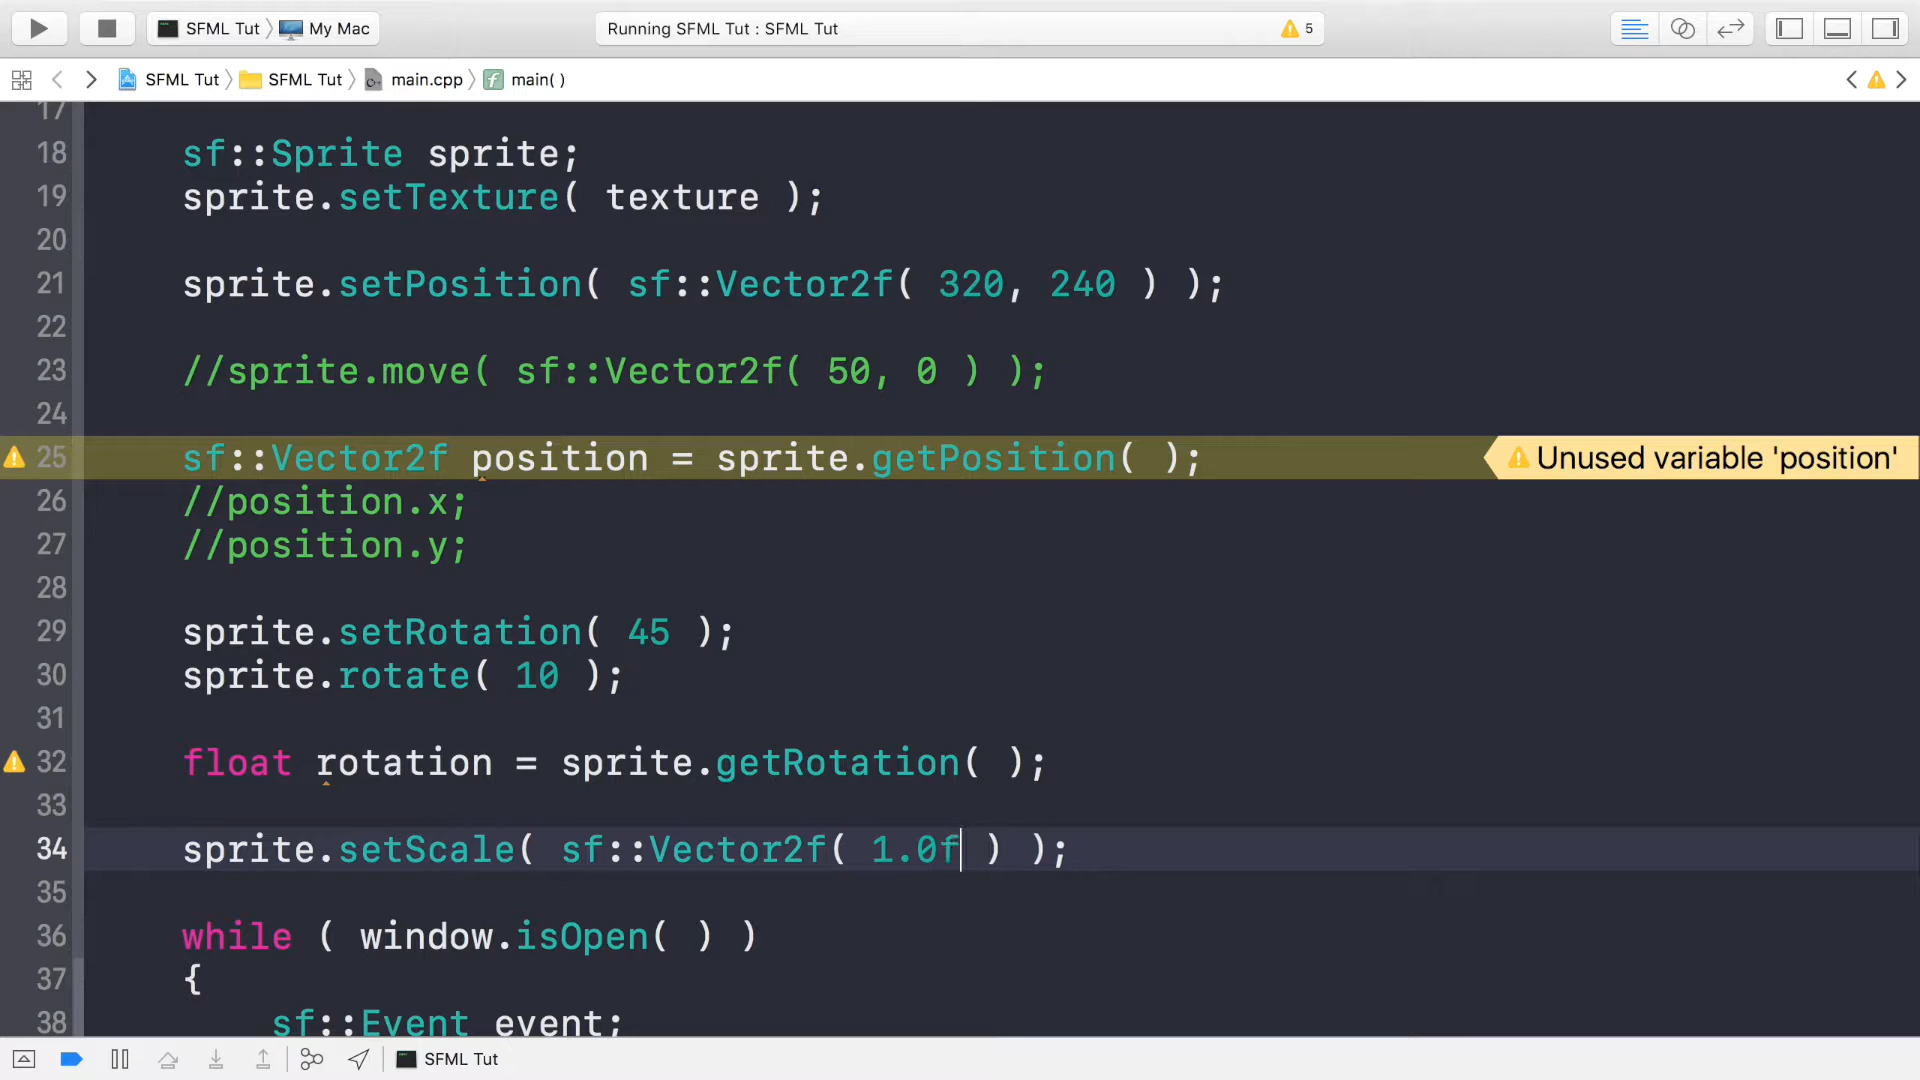 SFML Tut My Mac Running SFML Tut : SFML Tut 5
SFML Tut SFML Tut main.cpp main( )
17
18 sf::Sprite sprite;
19 sprite.setTexture( texture );
20
21 sprite.setPosition( sf::Vector2f( 320, 240 ) );
22
23 //sprite.move( sf::Vector2f( 50, 0 ) );
24
25 sf::Vector2f position = sprite.getPosition( ); Unused variable 'position'
26 //position.x;
27 //position.y;
28
29 sprite.setRotation( 45 );
30 sprite.rotate( 10 );
31
32 float rotation = sprite.getRotation( );
33
34 sprite.setScale( sf::Vector2f( 1.0f ) );
35
36 while ( window.isOpen( ) )
37 {
38 sf::Event event;
SFML Tut